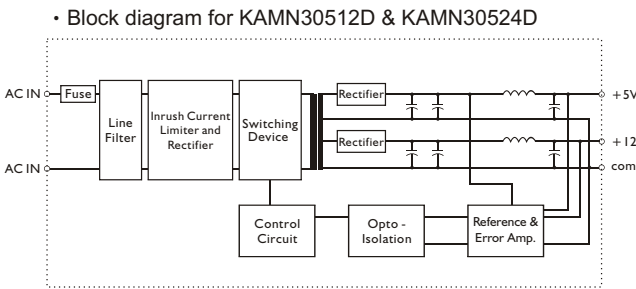 • Block diagram for KAMN30512D & KAMN30524D
AC IN
Fuse
Line
Filter
Inrush Current
Limiter and
Rectifier
Switching
Device
Rectifier
+5V
Rectifier
+12
com
AC IN
Control
Circuit
Opto -
Isolation
Reference &
Error Amp.